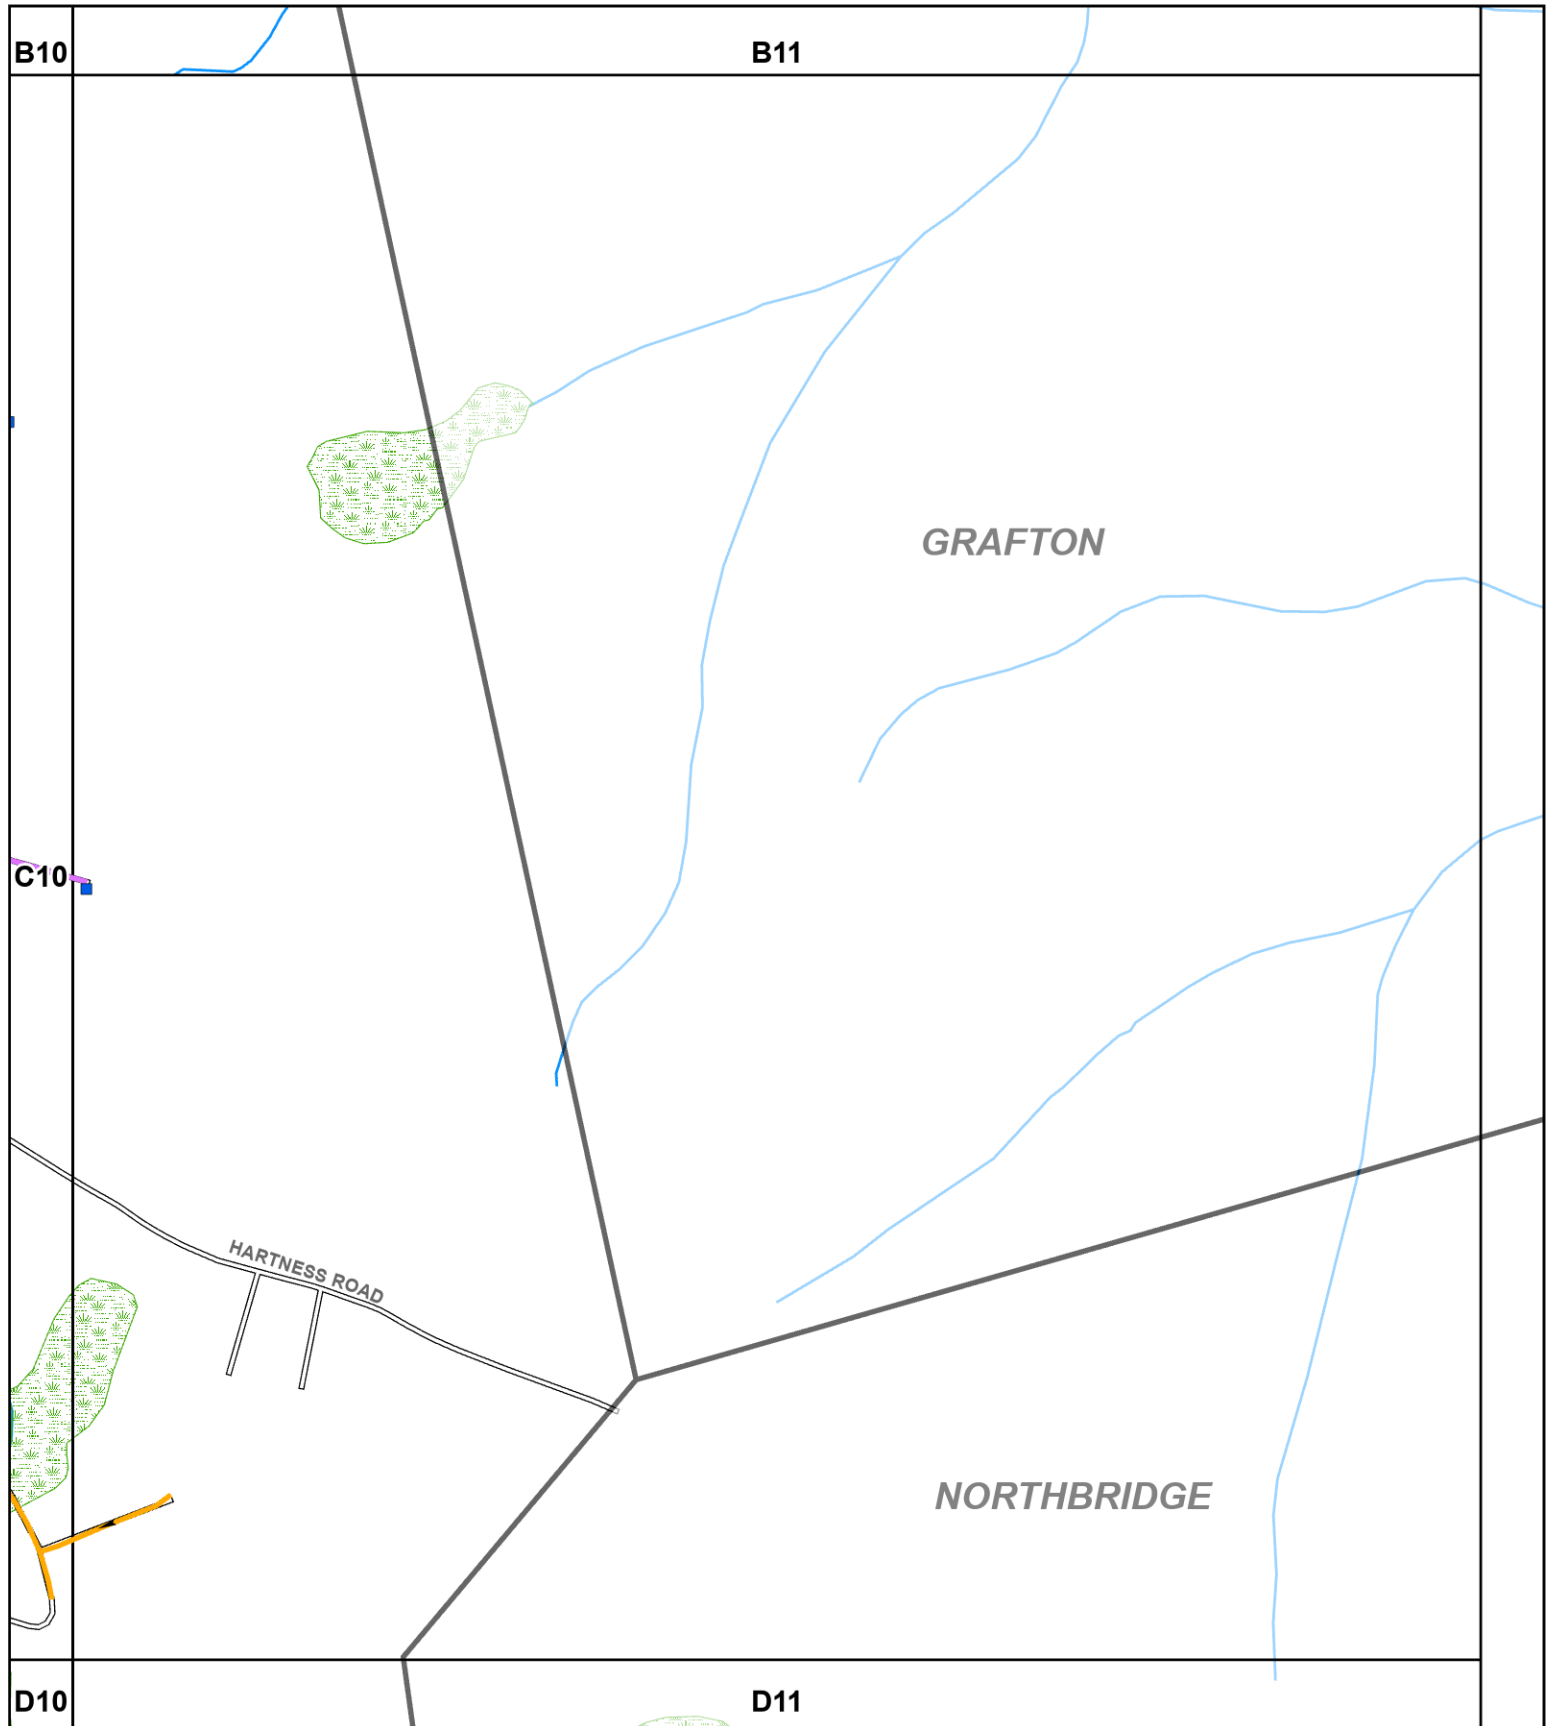 B10
B11
GRAFTON
C10
HARTNESS ROAD
NORTHBRIDGE
D10
D11